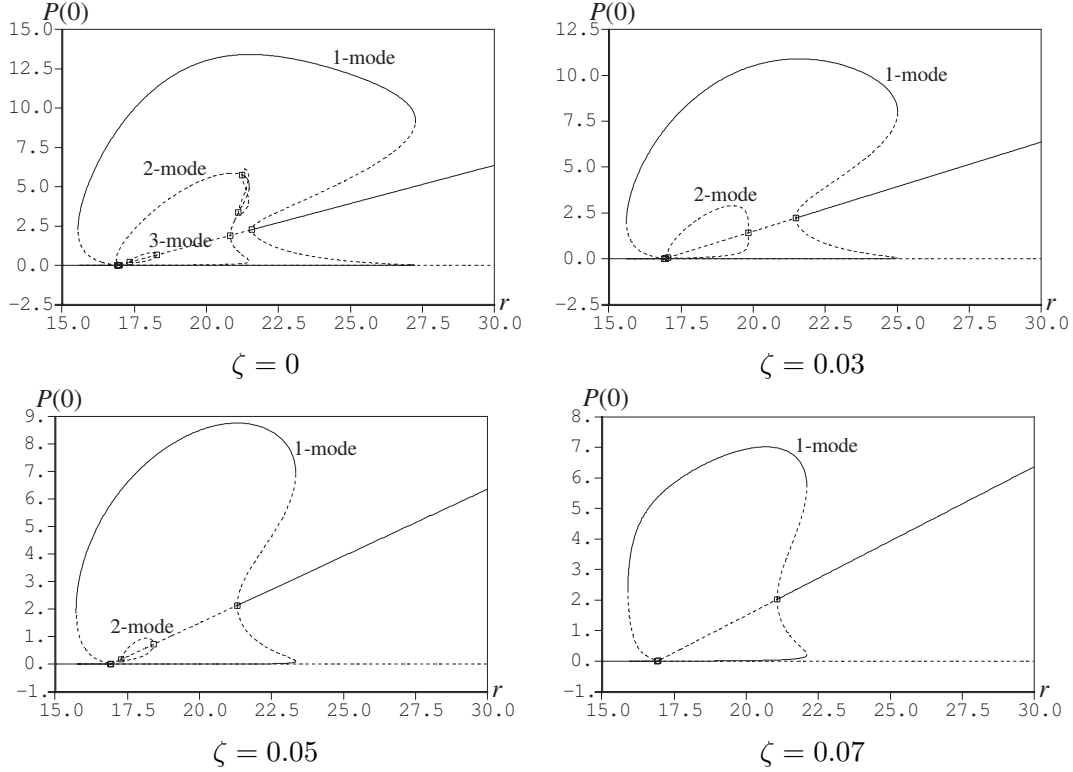 P(0)
15.0
12.5
10.0
7.5
5.0
2.5
0.0
−2.5
1-mode
2-mode
3-mode
r
15.0 17.5 20.0 22.5 25.0 27.5 30.0
ζ = 0
P(0)
12.5
10.0
7.5
5.0
2.5
0.0
−2.5
1-mode
2-mode
r
15.0 17.5 20.0 22.5 25.0 27.5 30.0
ζ = 0.03
P(0)
9.
8.
7.
6.
5.
4.
3.
2.
1.
0.
−1.
1-mode
2-mode
r
15.0 17.5 20.0 22.5 25.0 27.5 30.0
ζ = 0.05
P(0)
8.
7.
6.
5.
4.
3.
2.
1.
0.
−1.
1-mode
r
15.0 17.5 20.0 22.5 25.0 27.5 30.0
ζ = 0.07